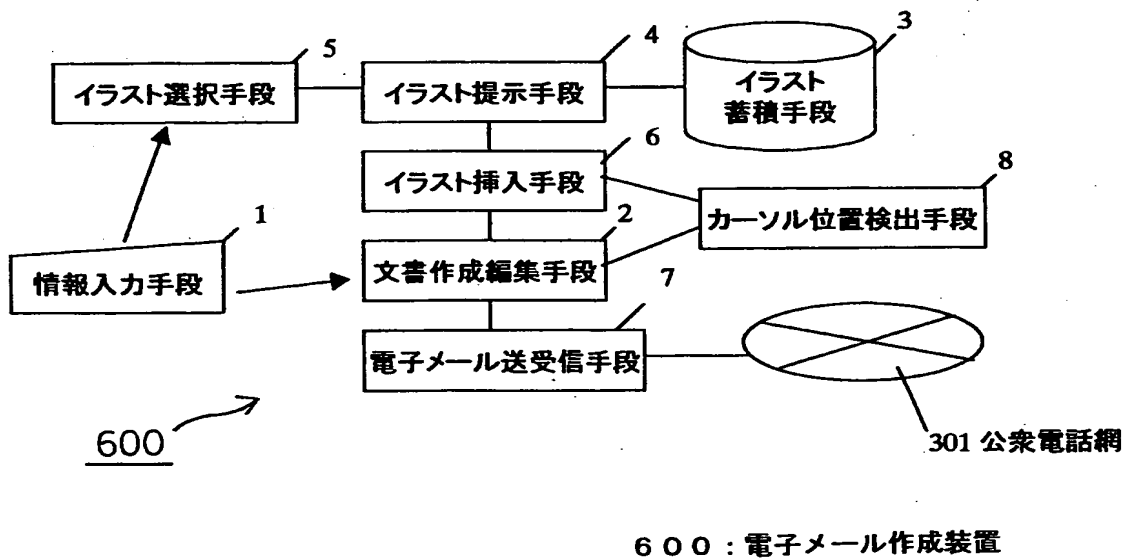 5
4
3
イラスト選択手段
イラスト提示手段
イラスト
蓄積手段
6
8
イラスト挿入手段
カーソル位置検出手段
1
2
情報入力手段
文書作成編集手段
7
電子メール送受信手段
600
301 公衆電話網
600:電子メール作成装置